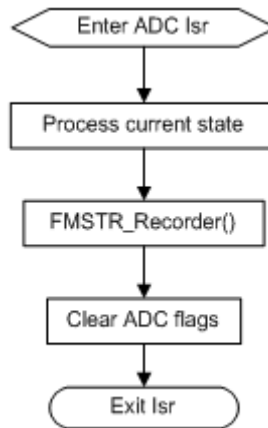 Enter ADC Isr
Process current state
FMSTR_Recorder()
Clear ADC flags
Exit Isr